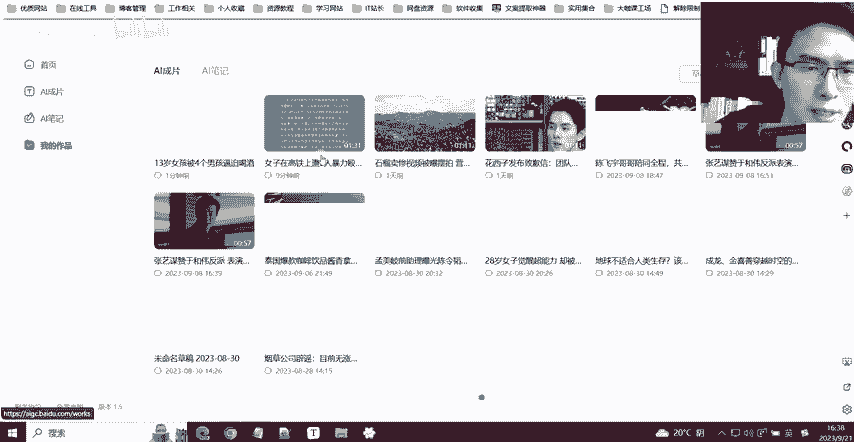 优质网站 在线工具 博客管理 工作相关 个人收藏 资源教程 学习网站 IT站长 网盘资源 软件收集 文案提取神器 实用集合 大咖课工场 解除限制
首页
AI成片
AI笔记
我的作品
AI成片 AI笔记
01:31 01:11 01:11 00:57
13岁女孩被4个男孩逼迫喝酒 女子在高铁上遭 人暴力殴... 石榴卖惨视频被曝摆拍 营... 花西子发布致歉信：团队... 陈飞宇哥哥陪同全程，共... 张艺谋赞于和伟反派表演...
1分钟前 9分钟前 1天前 1天前 2023-09-08 18:47 2023-09-08 16:51
00:57
张艺谋赞于和伟反派 表演... 泰国爆款咖啡饮品酱香拿... 孟美岐前助理曝光陈令韬... 28岁女子觉醒超能力 却被... 地球不适合人类生存？该... 成龙、金喜善穿越时空的...
2023-09-08 16:39 2023-09-06 21:49 2023-08-30 20:32 2023-08-30 20:26 2023-08-30 14:49 2023-08-30 14:29
未命名草稿 2023-08-30 烟草公司辟谣：目前无涨...
2023-08-30 14:26 2023-08-28 14:15
版本 1.5
https://aigc.baidu.com/works
搜索
20°C 阴 英
16:38
2023/9/21